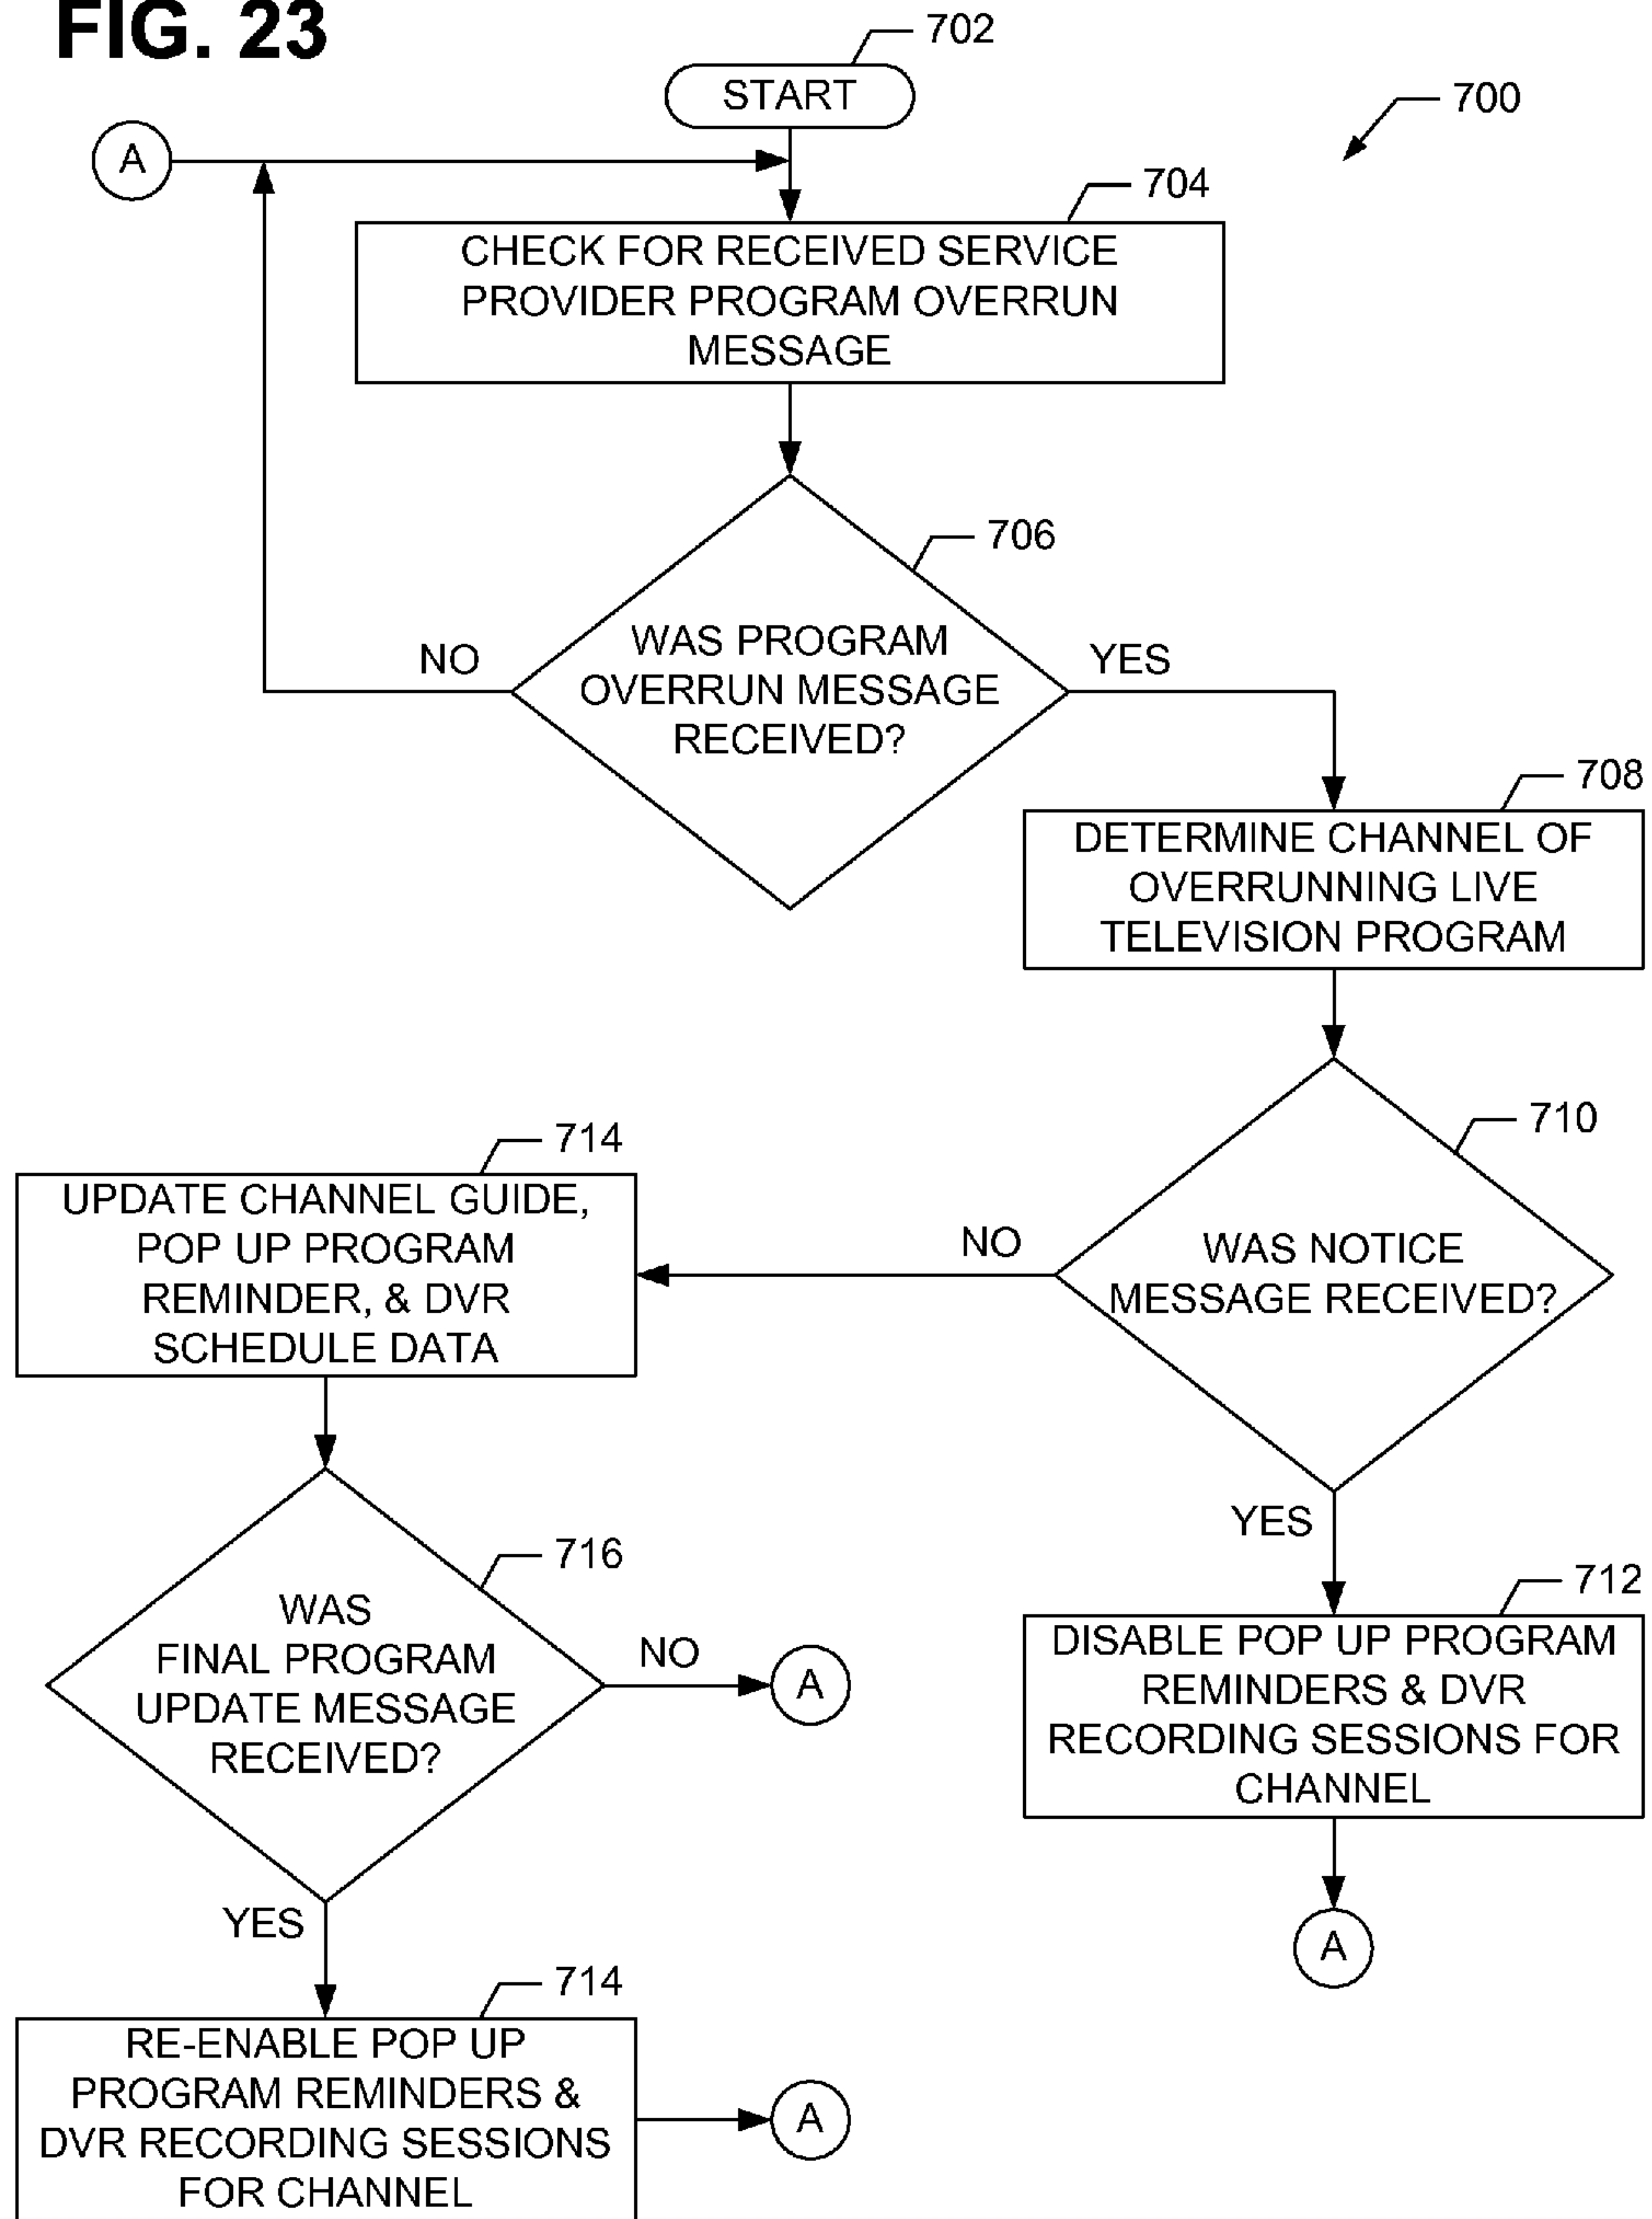 FIG. 23
702
START
700
A
704
CHECK FOR RECEIVED SERVICE
PROVIDER PROGRAM OVERRUN
MESSAGE
706
WAS PROGRAM
OVERRUN MESSAGE
RECEIVED?
NO
YES
708
DETERMINE CHANNEL OF
OVERRUNNING LIVE
TELEVISION PROGRAM
710
WAS NOTICE
MESSAGE RECEIVED?
NO
YES
714
UPDATE CHANNEL GUIDE,
POP UP PROGRAM
REMINDER, & DVR
SCHEDULE DATA
716
WAS
FINAL PROGRAM
UPDATE MESSAGE
RECEIVED?
NO
A
YES
712
DISABLE POP UP PROGRAM
REMINDERS & DVR
RECORDING SESSIONS FOR
CHANNEL
A
714
RE-ENABLE POP UP
PROGRAM REMINDERS &
DVR RECORDING SESSIONS
FOR CHANNEL
A